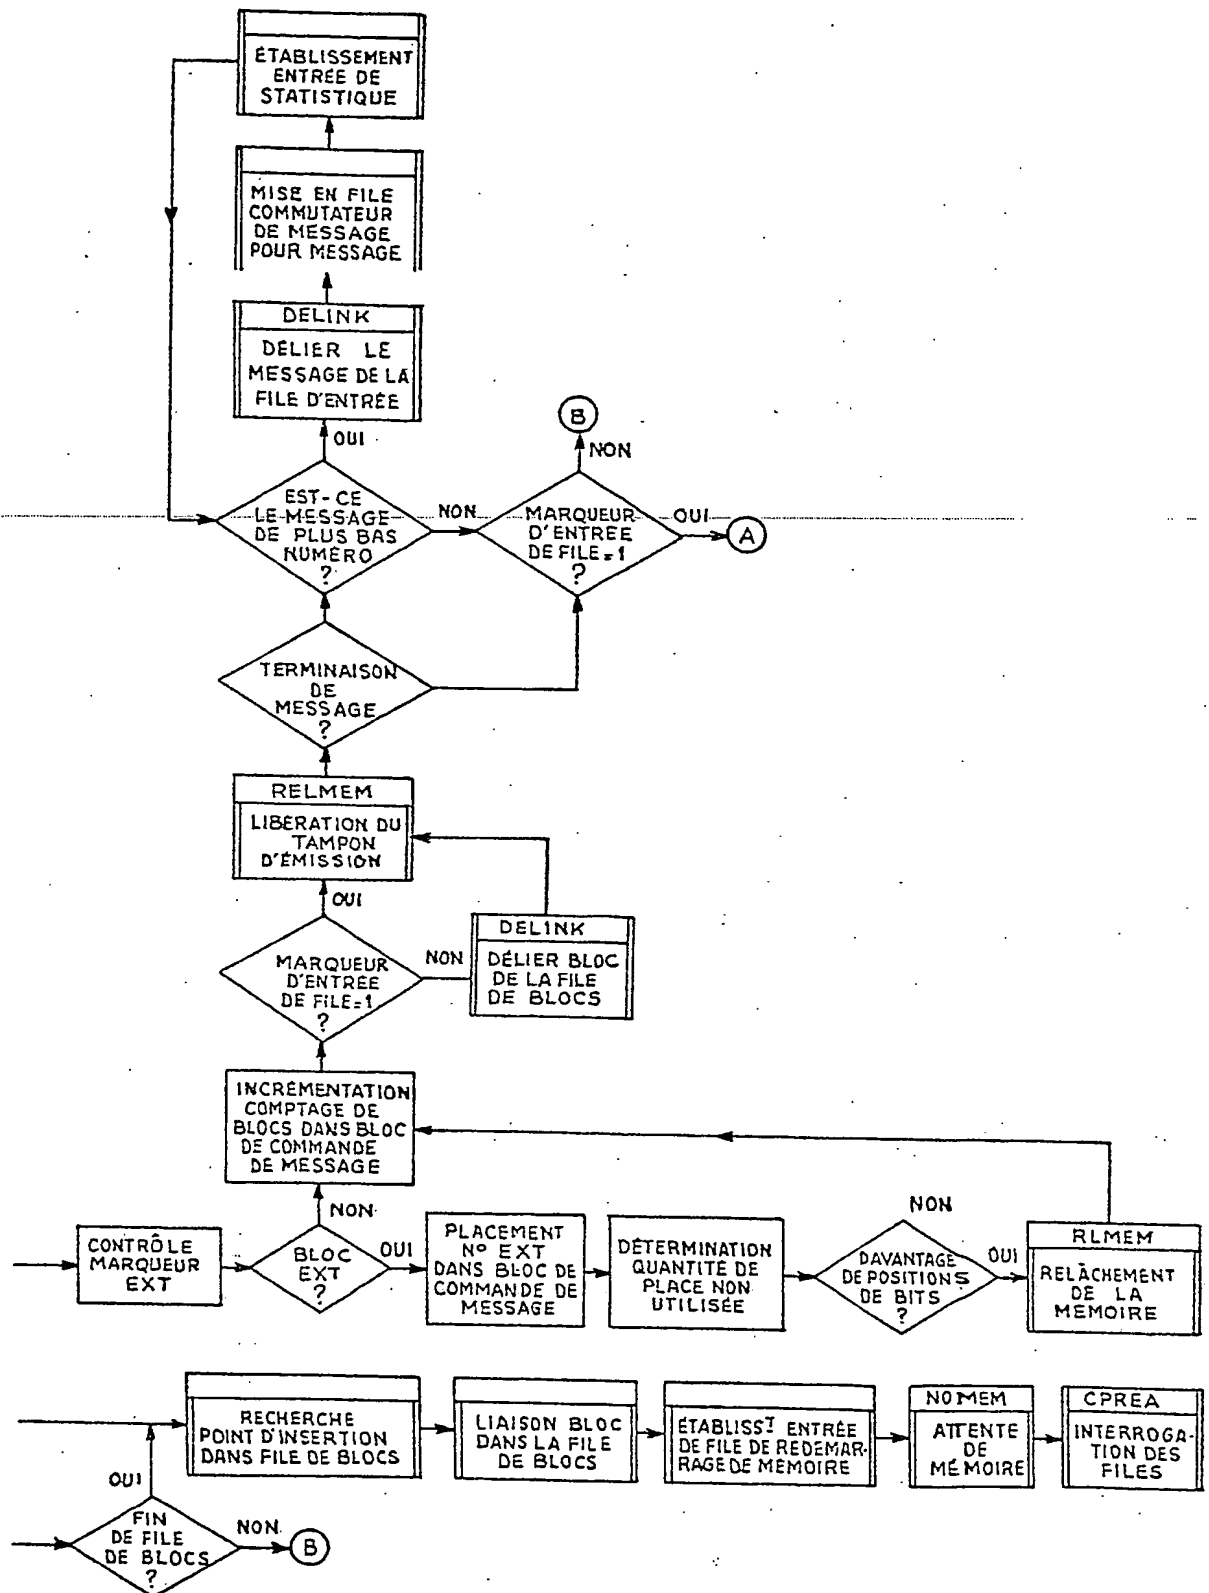 ÉTABLISSEMENT
ENTRÉE DE
STATISTIQUE
MISE EN FILE
COMMUTATEUR
DE MESSAGE
POUR MESSAGE
DELINK
DÉLIER LE
MESSAGE DE LA
FILE D'ENTRÉE
OUI
B
NON
EST-CE
LE MESSAGE
DE PLUS BAS
NUMÉRO
?
NON
MARQUEUR
D'ENTRÉE
DE FILE=1
?
OUI
A
TERMINAISON
DE
MESSAGE
?
RELMEM
LIBÉRATION DU
TAMPON
D'ÉMISSION
OUI
MARQUEUR
D'ENTRÉE
DE FILE=1
?
NON
DELINK
DÉLIER BLOC
DE LA FILE
DE BLOCS
INCRÉMENTATION
COMPTAGE DE
BLOCS DANS BLOC
DE COMMANDE
DE MESSAGE
NON
CONTRÔLE
MARQUEUR
EXT
BLOC
EXT
?
OUI
PLACEMENT
N° EXT
DANS BLOC DE
COMMANDE DE
MESSAGE
DÉTERMINATION
QUANTITÉ DE
PLACE NON
UTILISÉE
NON
DAVANTAGE
DE POSITIONS
DE BITS
?
OUI
RLMEM
RELÂCHEMENT
DE LA
MÉMOIRE
RECHERCHE
POINT D'INSERTION
DANS FILE DE BLOCS
LIAISON BLOC
DANS LA FILE
DE BLOCS
ÉTABLISST ENTRÉE
DE FILE DE REDÉMAR-
RAGE DE MÉMOIRE
NOMEM
ATTENTE
DE
MÉMOIRE
CPREA
INTERROGA-
TION DES
FILES
OUI
FIN
DE FILE
DE BLOCS
?
NON
B